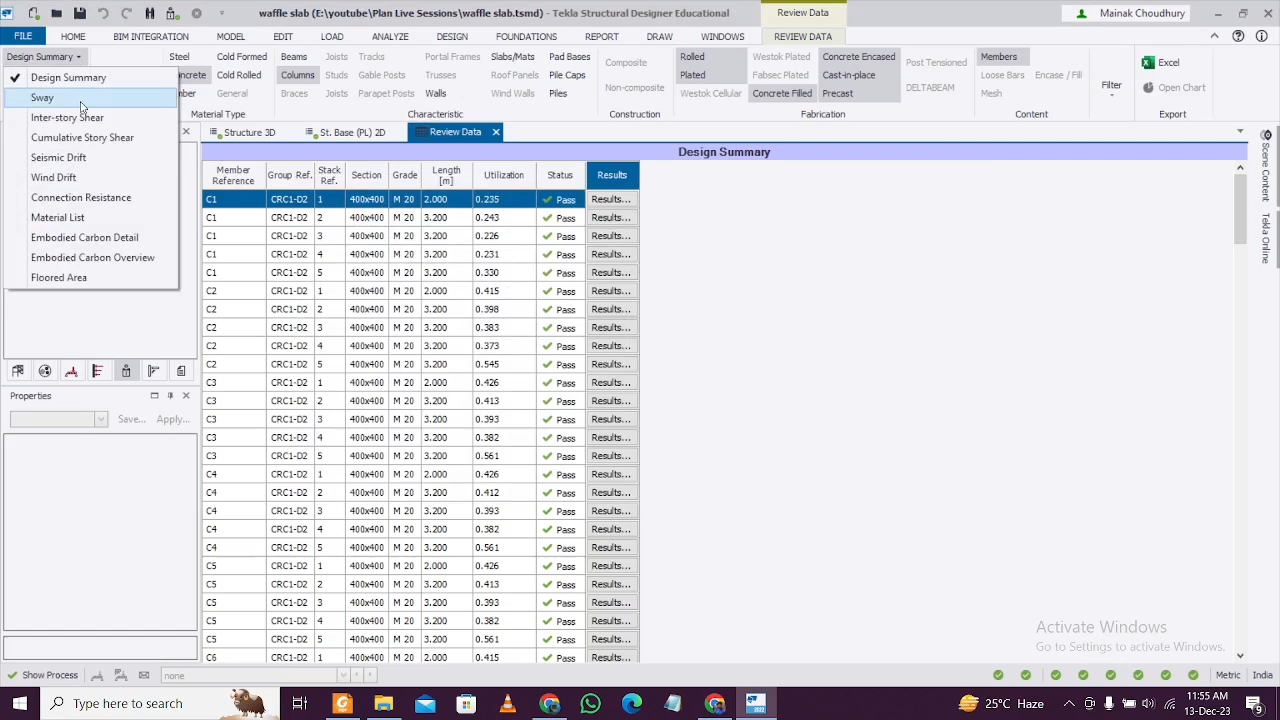 waffle slab (E:\youtube\Plan Live Sessions\waffle slab.tsmd) - Tekla Structural Designer Educational
Review Data
Mainak Choudhury
FILE HOME BIM INTEGRATION MODEL EDIT LOAD ANALYZE DESIGN FOUNDATIONS REPORT DRAW WINDOWS REVIEW DATA
Design Summary
Steel Cold Formed Beams Joists Tracks Portal Frames Slabs/Mats Pad Bases
Concrete Cold Rolled Columns Studs Gable Posts Trusses Roof Panels Pile Caps
General Braces Parapet Posts Walls Wind Walls Piles
Material Type
Characteristic
Composite
Non-composite
Construction
Rolled Westok Plated Concrete Encased Post Tensioned
Plated Fabsec Plated Cast-in-place DELTABEAM
Westok Cellular Concrete Filled Precast
Fabrication
Members
Loose Bars Encase / Fill
Mesh
Content
Filter
Excel
Open Chart
Export
Design Summary
Sway
Inter-story Shear
Cumulative Story Shear
Seismic Drift
Wind Drift
Connection Resistance
Material List
Embodied Carbon Detail
Embodied Carbon Overview
Floored Area
Structure 3D St. Base (PL) 2D Review Data
Design Summary
Member Reference Group Ref. Stack Ref. Section Grade Length [m] Utilization Status Results
C1 CRC1-D2 1 400x400 M 20 2.000 0.235 Pass Results...
C1 CRC1-D2 2 400x400 M 20 3.200 0.243 Pass Results...
C1 CRC1-D2 3 400x400 M 20 3.200 0.226 Pass Results...
C1 CRC1-D2 4 400x400 M 20 3.200 0.231 Pass Results...
C1 CRC1-D2 5 400x400 M 20 3.200 0.330 Pass Results...
C2 CRC1-D2 1 400x400 M 20 2.000 0.415 Pass Results...
C2 CRC1-D2 2 400x400 M 20 3.200 0.398 Pass Results...
C2 CRC1-D2 3 400x400 M 20 3.200 0.383 Pass Results...
C2 CRC1-D2 4 400x400 M 20 3.200 0.373 Pass Results...
C2 CRC1-D2 5 400x400 M 20 3.200 0.545 Pass Results...
C3 CRC1-D2 1 400x400 M 20 2.000 0.426 Pass Results...
C3 CRC1-D2 2 400x400 M 20 3.200 0.413 Pass Results...
C3 CRC1-D2 3 400x400 M 20 3.200 0.393 Pass Results...
C3 CRC1-D2 4 400x400 M 20 3.200 0.382 Pass Results...
C3 CRC1-D2 5 400x400 M 20 3.200 0.561 Pass Results...
C4 CRC1-D2 1 400x400 M 20 2.000 0.426 Pass Results...
C4 CRC1-D2 2 400x400 M 20 3.200 0.412 Pass Results...
C4 CRC1-D2 3 400x400 M 20 3.200 0.393 Pass Results...
C4 CRC1-D2 4 400x400 M 20 3.200 0.382 Pass Results...
C4 CRC1-D2 5 400x400 M 20 3.200 0.561 Pass Results...
C5 CRC1-D2 1 400x400 M 20 2.000 0.426 Pass Results...
C5 CRC1-D2 2 400x400 M 20 3.200 0.413 Pass Results...
C5 CRC1-D2 3 400x400 M 20 3.200 0.393 Pass Results...
C5 CRC1-D2 4 400x400 M 20 3.200 0.382 Pass Results...
C5 CRC1-D2 5 400x400 M 20 3.200 0.561 Pass Results...
C6 CRC1-D2 1 400x400 M 20 2.000 0.415 Pass Results...
Scene Content
Tekla Online
Properties
Save... Apply...
Activate Windows
Go to Settings to activate Windows.
Show Process
none
Metric India
Type here to search
25°C Haze
ENG
11:55 AM
19-Dec-23